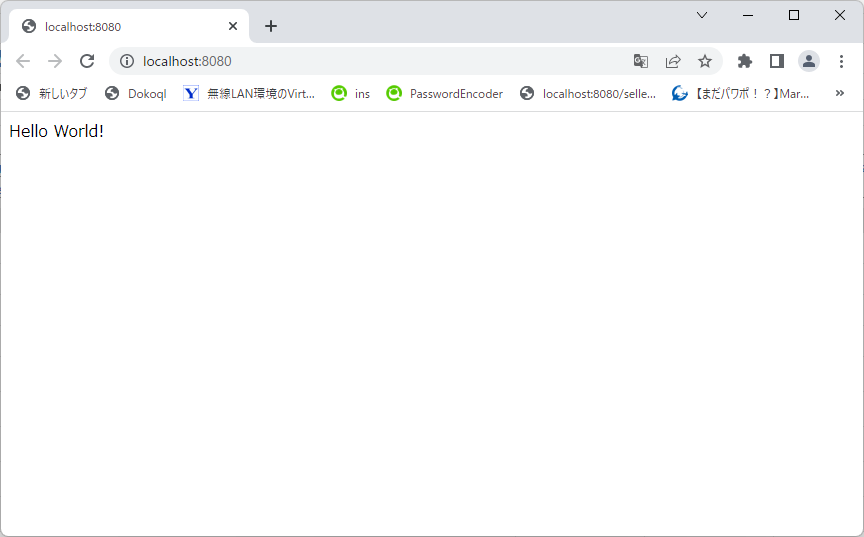 localhost:8080
localhost:8080
新しいタブ Dokoql 無線LAN環境のVirt... ins PasswordEncoder localhost:8080/selle... 【まだパワポ！？】Mar... »
Hello World!